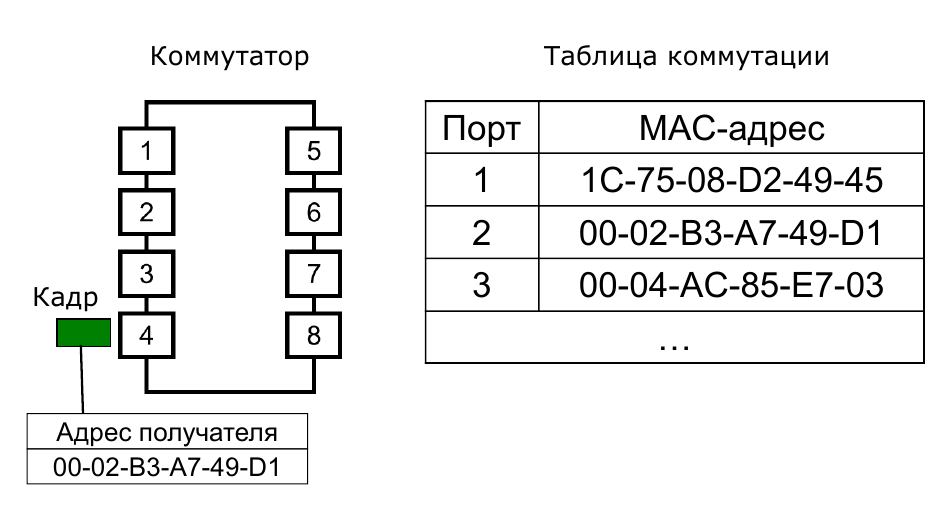 Коммутатор
Таблица коммутации
1
2
3
4
5
6
7
8
Кадр
Адрес получателя
00-02-B3-A7-49-D1
Порт MAC-адрес
1 1C-75-08-D2-49-45
2 00-02-B3-A7-49-D1
3 00-04-AC-85-E7-03
...